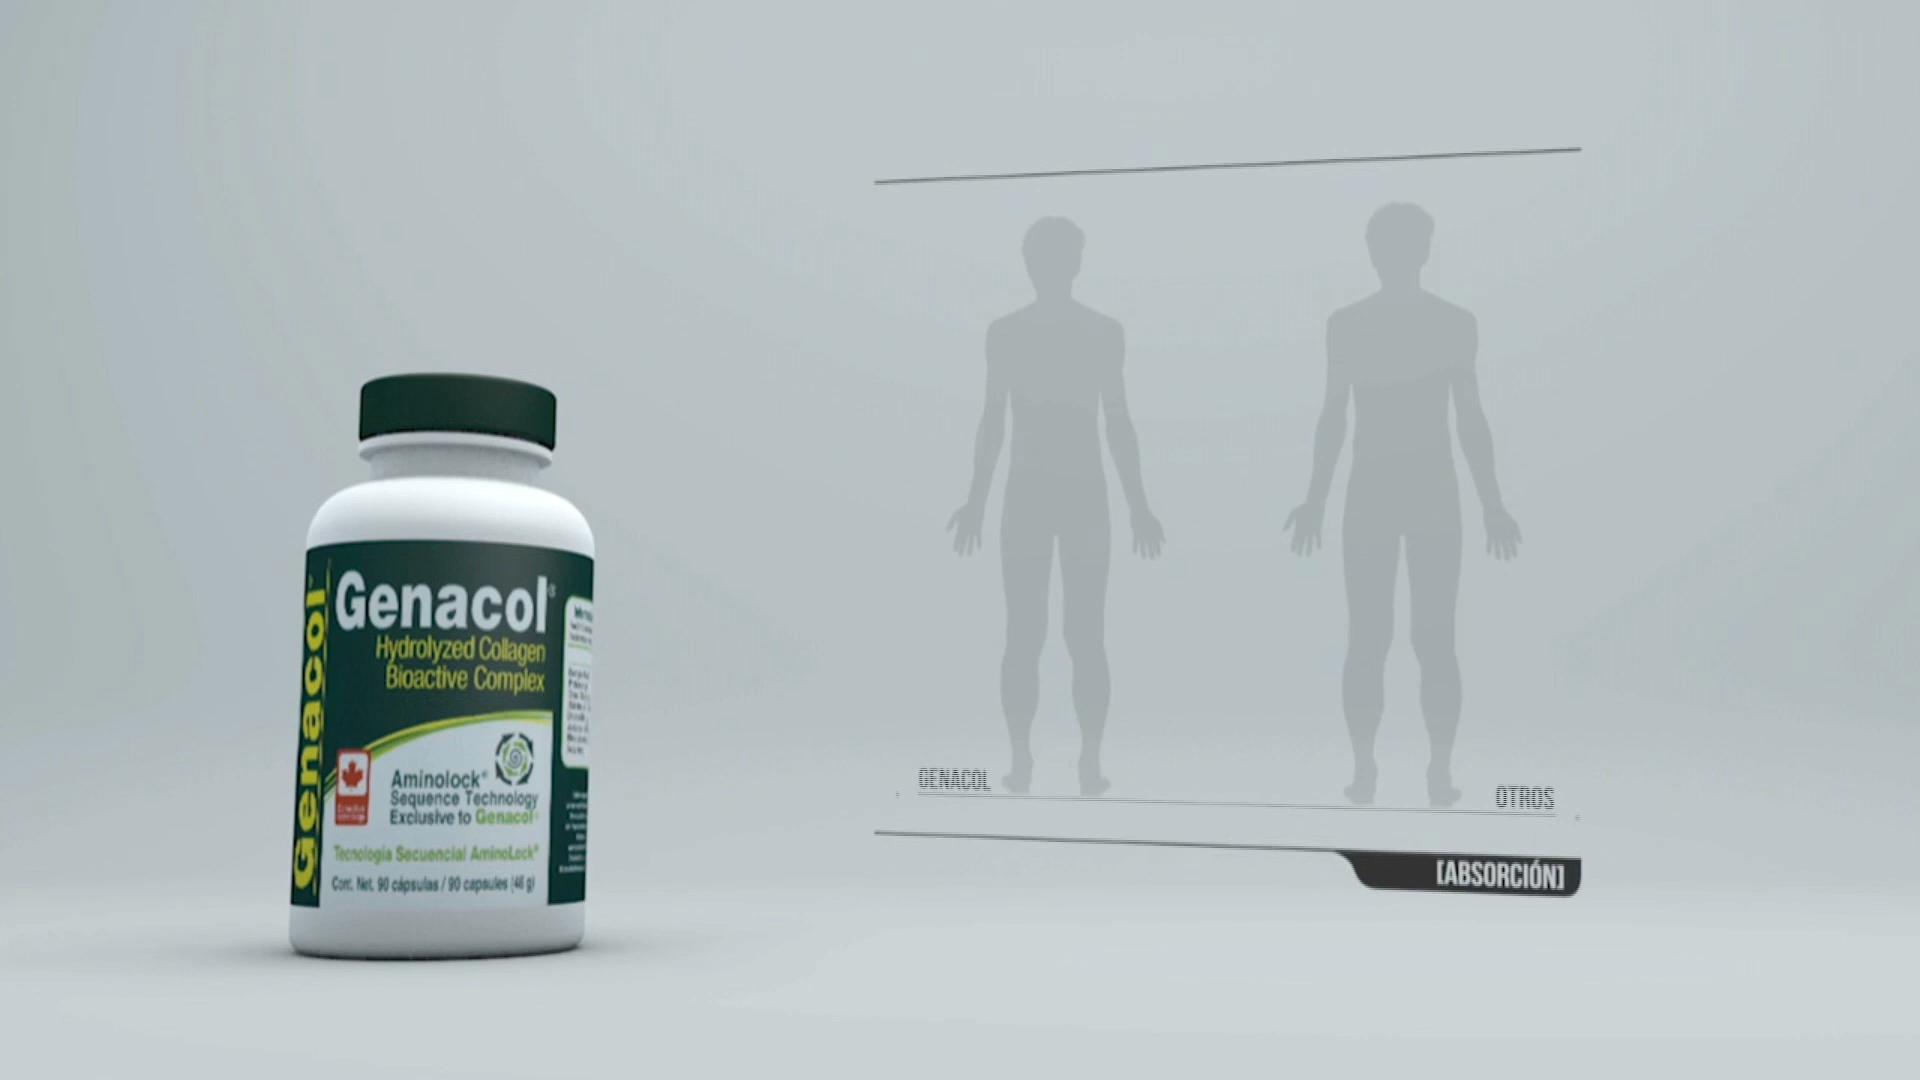 Genacol
Genacol®
Hydrolyzed Collagen
Bioactive Complex
Aminolock®
Sequence Technology
Exclusive to Genacol®
Tecnología Secuencial AminoLock®
Cont. Net. 90 cápsulas / 90 capsules (46 g)
GENACOL
OTROS
[ABSORCIÓN]